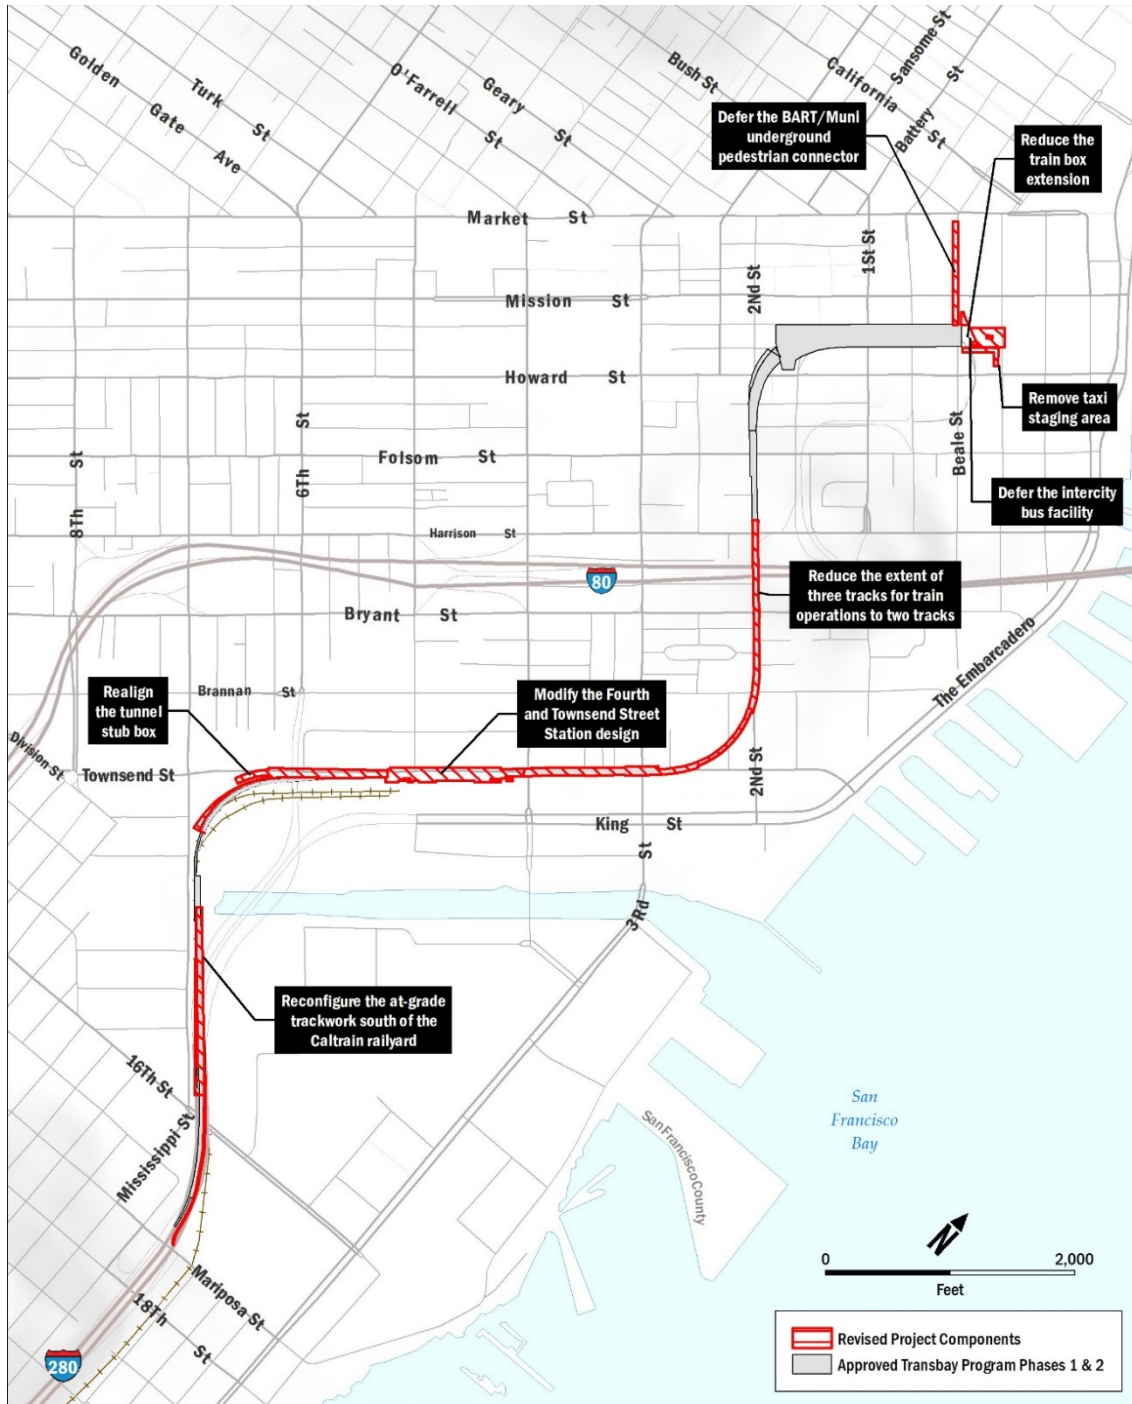 Golden
Gate
Ave
Turk
St
O'Farrell
St
Geary
St
Bush St
California
St
Sansome St
Battery
St
Defer the BART/Muni
underground
pedestrian connector
Reduce the
train box
extension
Market St
1St St
2Nd St
Mission St
Howard St
Remove taxi
staging area
Beale St
6Th St
8Th St
Folsom St
Defer the intercity
bus facility
Harrison St
80
Reduce the extent of
three tracks for train
operations to two tracks
Bryant St
The Embarcadero
Realign
the tunnel
stub box
Brannan St
Modify the Fourth
and Townsend Street
Station design
Division St
Townsend St
2Nd St
King St
3Rd St
Reconfigure the at-grade
trackwork south of the
Caltrain railyard
16Th St
Mississippi St
San
Francisco
Bay
San Francisco County
Mariposa St
18Th St
280
N
0 2,000
Feet
Revised Project Components
Approved Transbay Program Phases 1 & 2